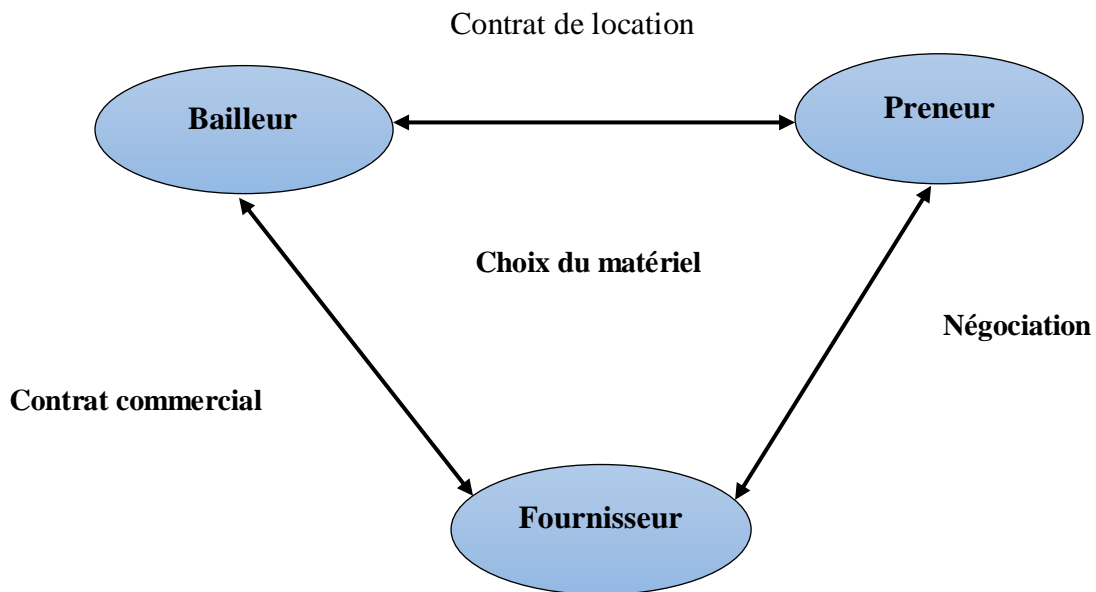 Contrat de location
Bailleur
Preneur
Choix du matériel
Négociation
Contrat commercial
Fournisseur